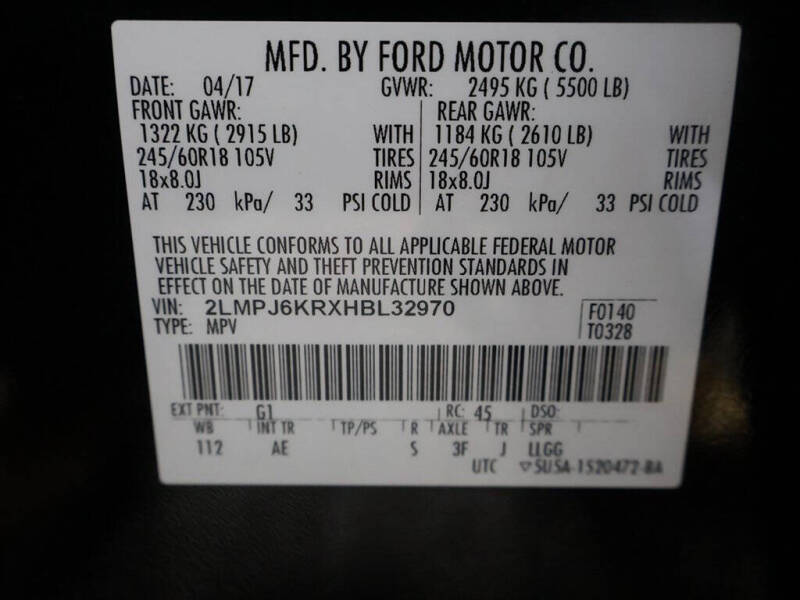 MFD. BY FORD MOTOR CO.
DATE: 04/17 GVWR: 2495 KG ( 5500 LB)
FRONT GAWR: REAR GAWR:
1322 KG ( 2915 LB) WITH 1184 KG ( 2610 LB) WITH
245/60R18 105V TIRES 245/60R18 105V TIRES
18x8.0J RIMS 18x8.0J RIMS
AT 230 kPa/ 33 PSI COLD AT 230 kPa/ 33 PSI COLD
THIS VEHICLE CONFORMS TO ALL APPLICABLE FEDERAL MOTOR
VEHICLE SAFETY AND THEFT PREVENTION STANDARDS IN
EFFECT ON THE DATE OF MANUFACTURE SHOWN ABOVE.
VIN: 2LMPJ6KRXHBL32970 F0140
TYPE: MPV T0328
EXT PNT: G1 RC: 45 DSO:
WB INT TR TP/PS R AXLE TR SPR
112 AE S 3F J LLGG
UTC ▽SU5A-1520472-BA